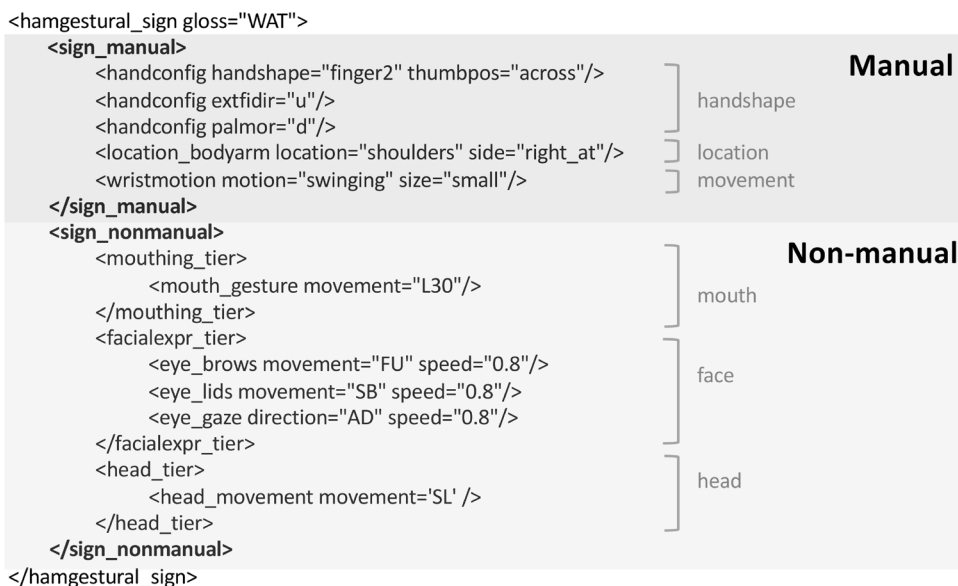 <hamgestural_sign gloss="WAT">
<sign_manual>
Manual
<handconfig handshape="finger2" thumbpos="across"/>
<handconfig extfidir="u"/>
handshape
<handconfig palmor="d"/>
<location_bodyarm location="shoulders" side="right_at"/>
location
<wristmotion motion="swinging" size="small"/>
movement
</sign_manual>
<sign_nonmanual>
Non-manual
<mouthing_tier>
<mouth_gesture movement="L30"/>
mouth
</mouthing_tier>
<facialexpr_tier>
<eye_brows movement="FU" speed="0.8"/>
face
<eye_lids movement="SB" speed="0.8"/>
<eye_gaze direction="AD" speed="0.8"/>
</facialexpr_tier>
<head_tier>
head
<head_movement movement='SL' />
</head_tier>
</sign_nonmanual>
</hamgestural_sign>